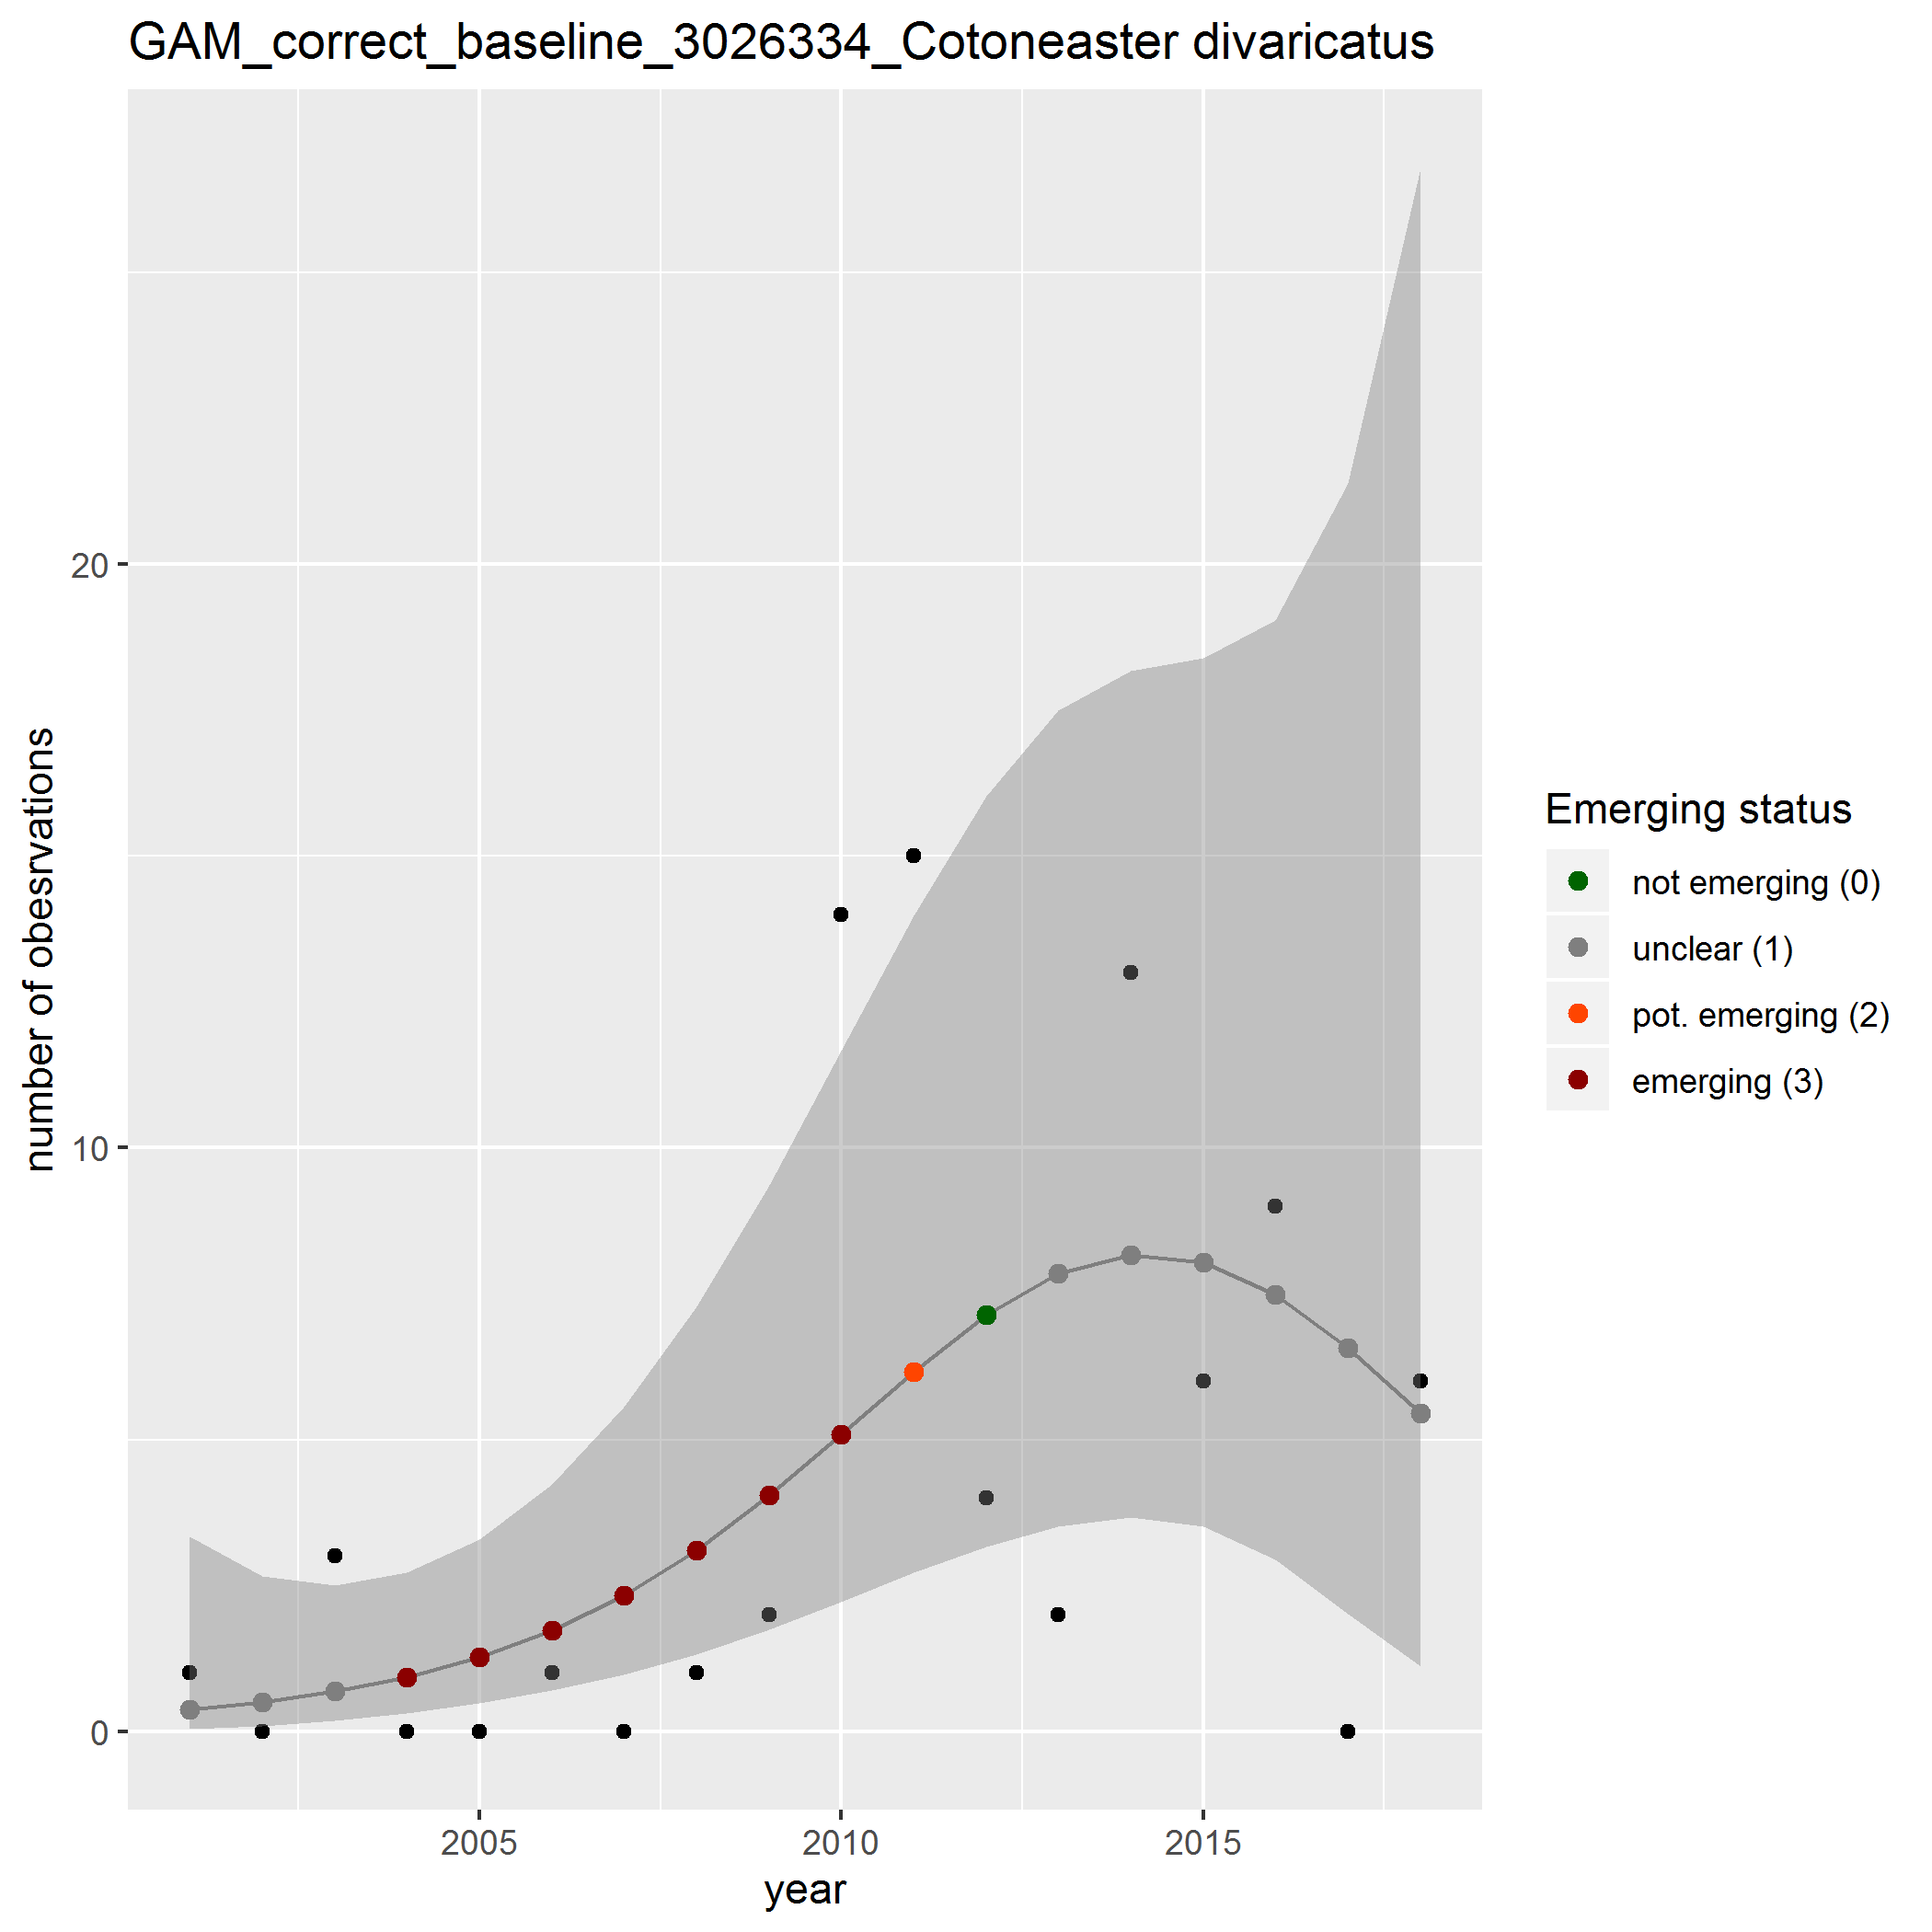 GAM_correct_baseline_3026334_Cotoneaster divaricatus
number of obesrvations
20
10
0
2005
2010
2015
year
Emerging status
not emerging (0)
unclear (1)
pot. emerging (2)
emerging (3)